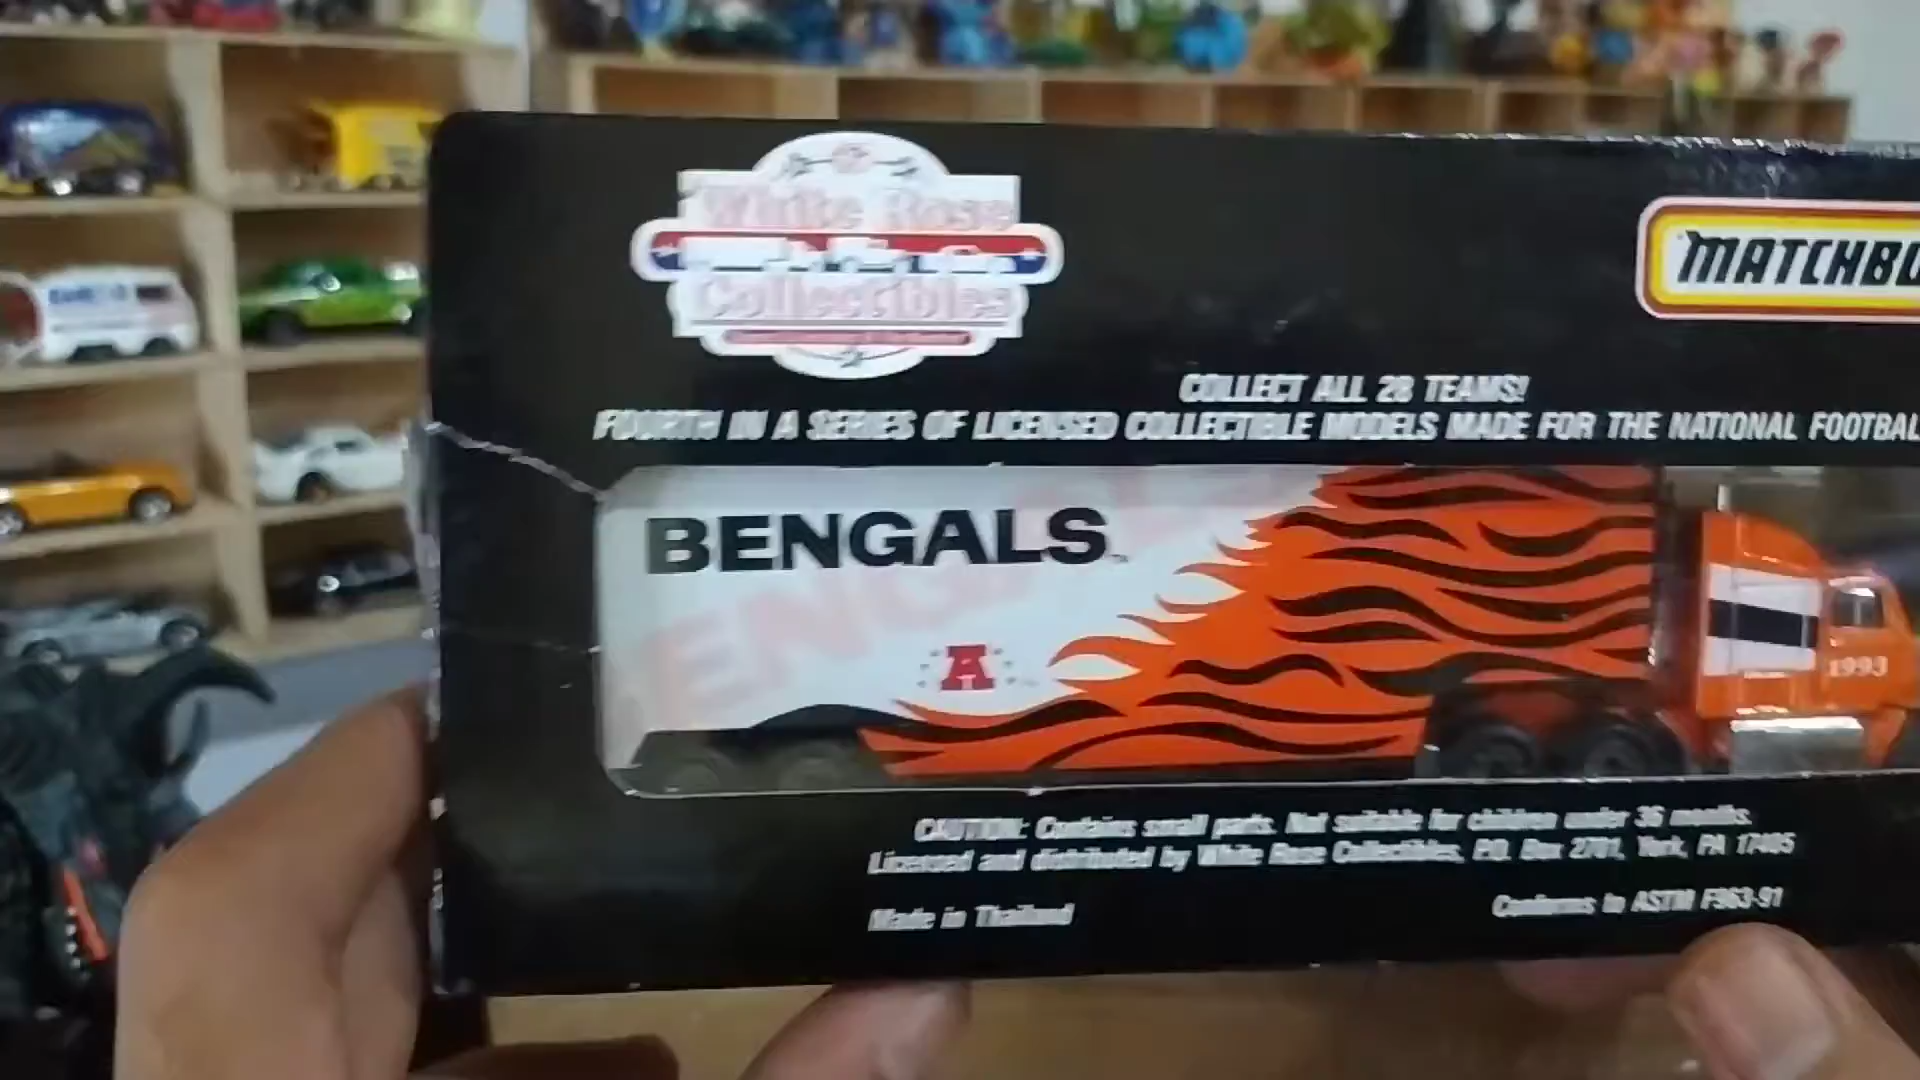 White Rose
Collectibles
MATCHBO
COLLECT ALL 28 TEAMS!
FOURTH IN A SERIES OF LICENSED COLLECTIBLE MODELS MADE FOR THE NATIONAL FOOTBAL
BENGALS
A
1993
CAUTION: Contains small parts. Not suitable for children under 36 months.
Licensed and distributed by White Rose Collectibles, P.O. Box 2701, York, PA 17405
Made in Thailand
Conforms to ASTM F963-91